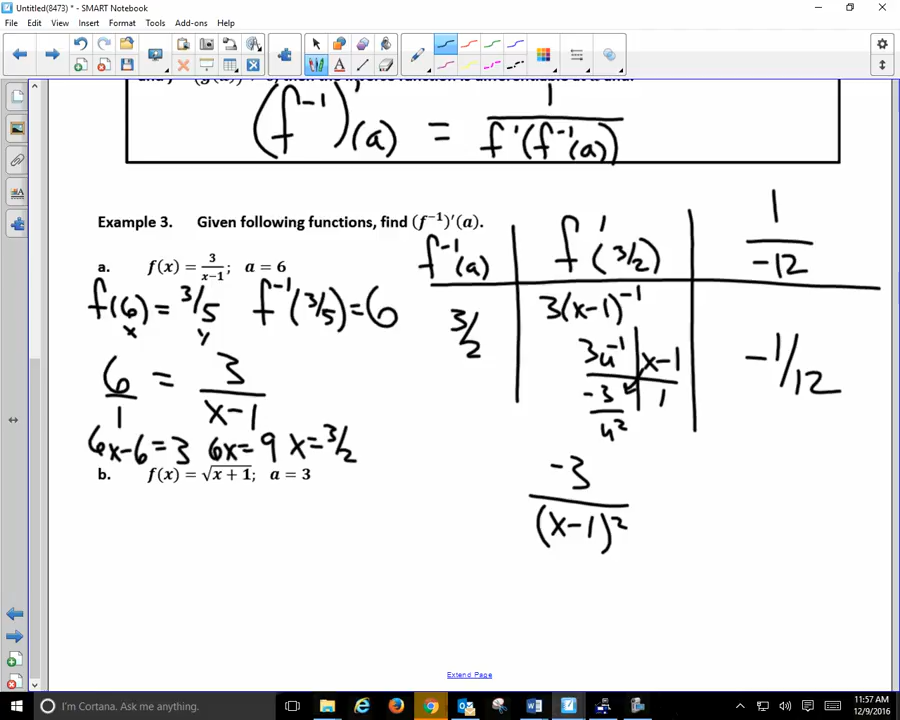 Untitled(8473) * - SMART Notebook
File Edit View Insert Format Tools Add-ons Help
(f⁻¹)'(a) = 1/f'(f⁻¹(a))
Example 3. Given following functions, find (f⁻¹)′(a).
a. f(x) = 3/(x−1); a = 6
f(6) = 3/5 f⁻¹(3/5) = 6
x y
6/1 = 3/(x-1)
6x-6=3 6x=9 x=3/2
f⁻¹(a) f'(3/2) 1/-12
3/2 3(x-1)⁻¹ -1/12
3u⁻¹ x-1
-3/u² 1
-3/(x-1)²
b. f(x) = √(x + 1); a = 3
Extend Page
I'm Cortana. Ask me anything.
11:57 AM
12/9/2016